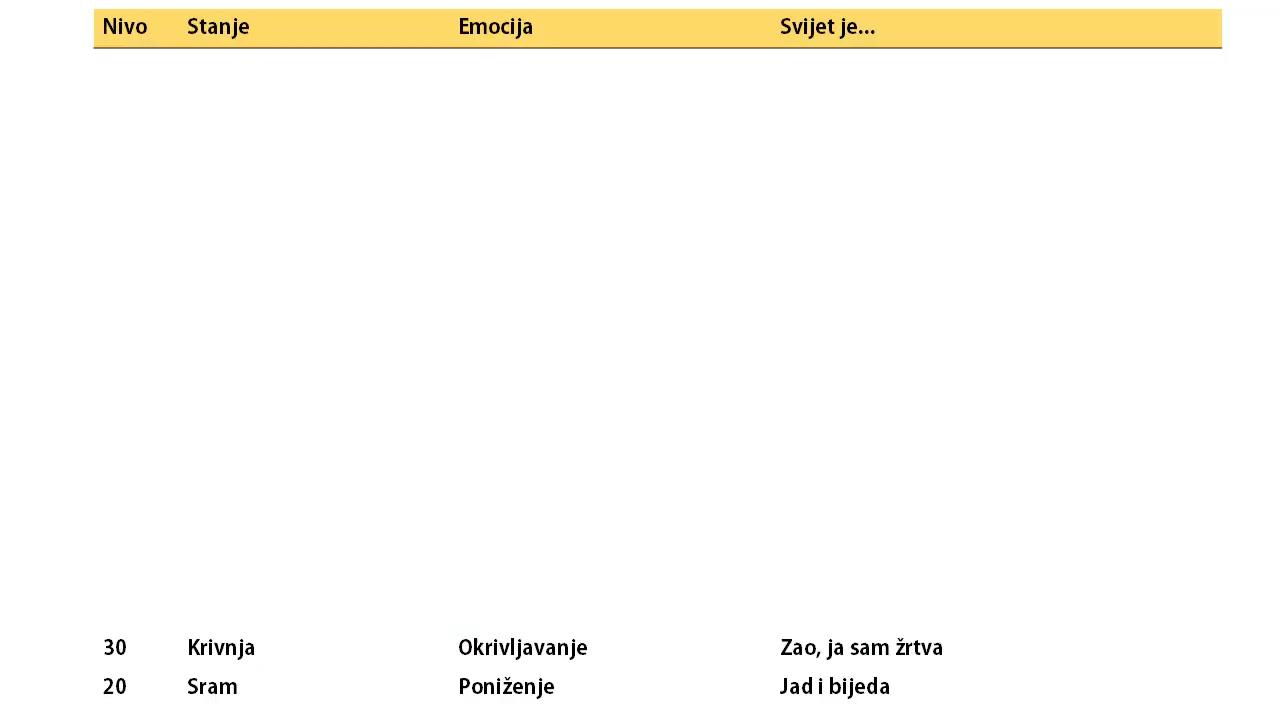 Nivo Stanje Emocija Svijet je...
30 Krivnja Okrivljavanje Zao, ja sam žrtva
20 Sram Poniženje Jad i bijeda